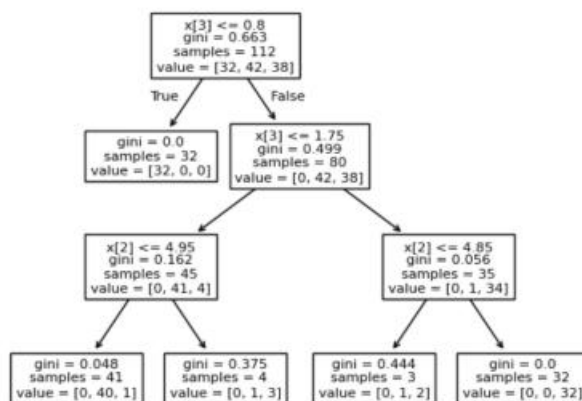 x[3] <= 0.8
gini = 0.663
samples = 112
value = [32, 42, 38]
True
False
gini = 0.0
samples = 32
value = [32, 0, 0]
x[3] <= 1.75
gini = 0.499
samples = 80
value = [0, 42, 38]
x[2] <= 4.95
gini = 0.162
samples = 45
value = [0, 41, 4]
x[2] <= 4.85
gini = 0.056
samples = 35
value = [0, 1, 34]
gini = 0.048
samples = 41
value = [0, 40, 1]
gini = 0.375
samples = 4
value = [0, 1, 3]
gini = 0.444
samples = 3
value = [0, 1, 2]
gini = 0.0
samples = 32
value = [0, 0, 32]